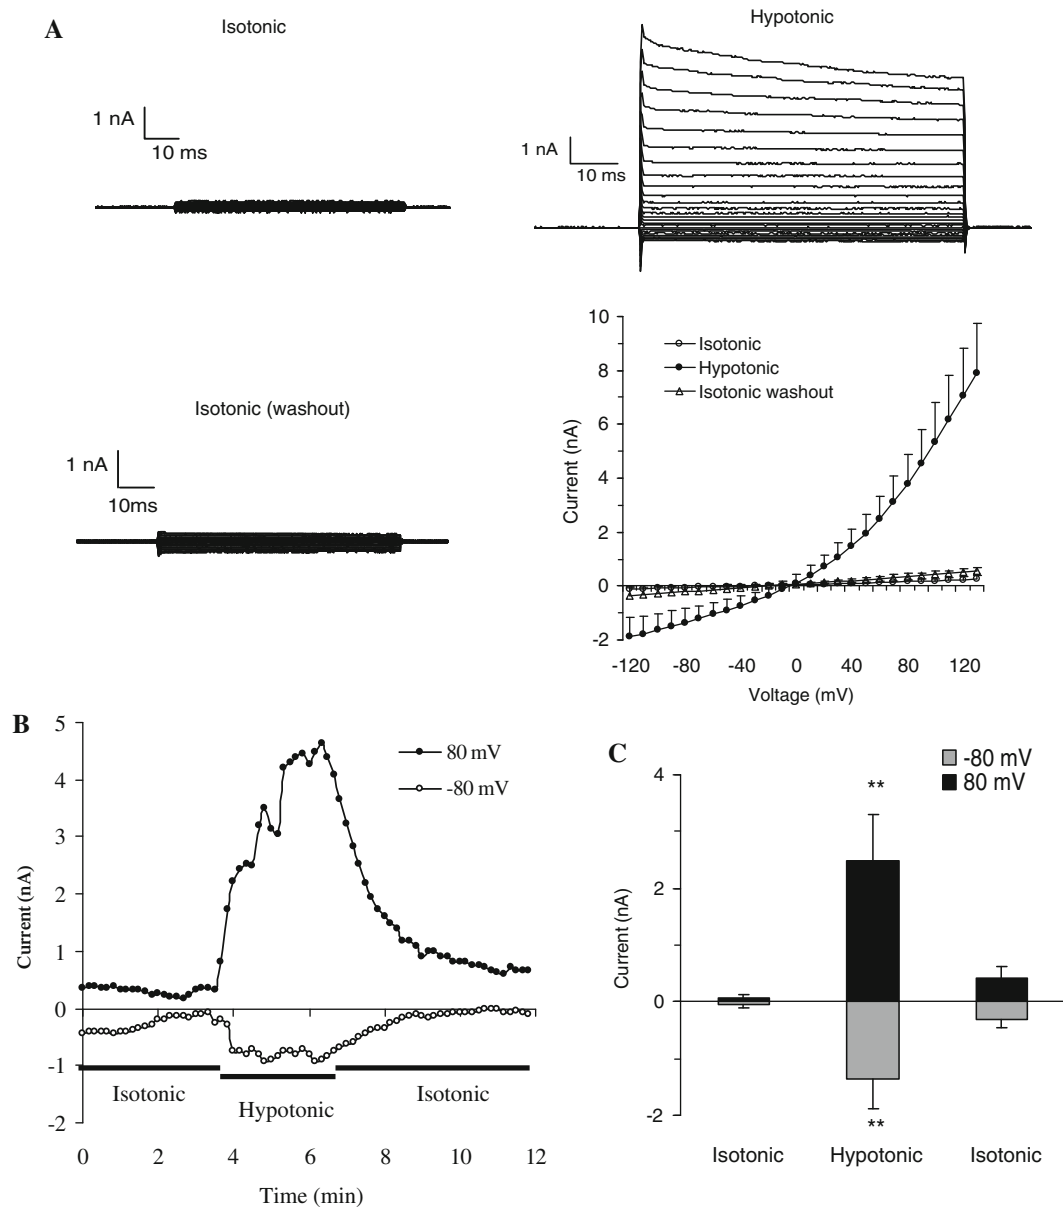 A
Isotonic
Hypotonic
1 nA
10 ms
1 nA
10 ms
Isotonic (washout)
1 nA
10ms
10
8
6
4
2
0
-2
Current (nA)
Isotonic
Hypotonic
Isotonic washout
-120 -80 -40 0 40 80 120
Voltage (mV)
B
5
4
3
2
1
0
-1
-2
Current (nA)
80 mV
-80 mV
Isotonic
Hypotonic
Isotonic
0 2 4 6 8 10 12
Time (min)
C
-80 mV
80 mV
4
2
0
-2
Current (nA)
**
**
Isotonic Hypotonic Isotonic